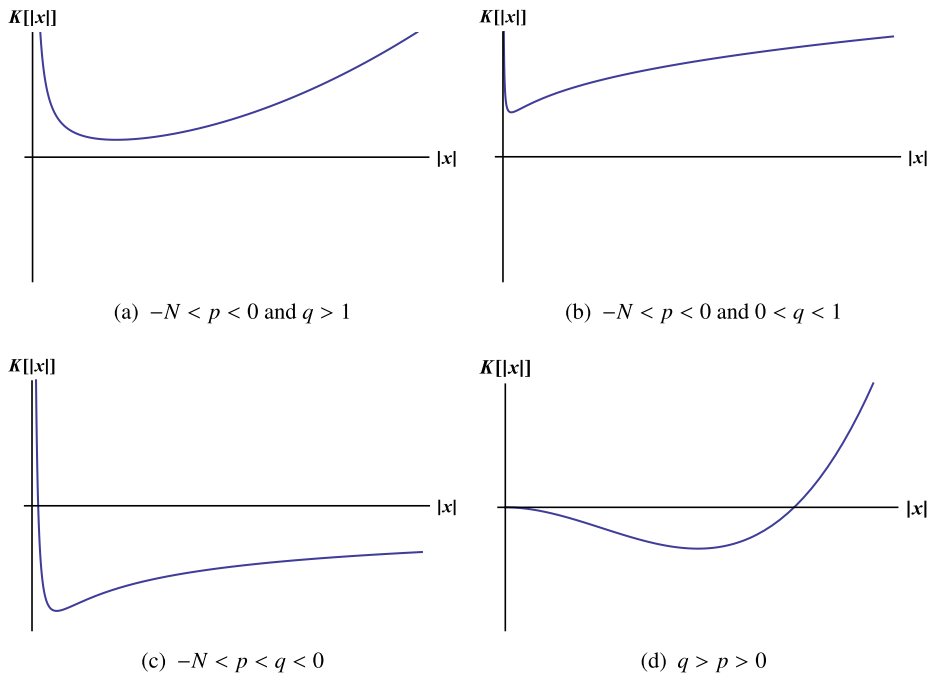 K[|x|] K[|x|]
|x| |x|
(a) −N < p < 0 and q > 1 (b) −N < p < 0 and 0 < q < 1
K[|x|] K[|x|]
|x| |x|
(c) −N < p < q < 0 (d) q > p > 0